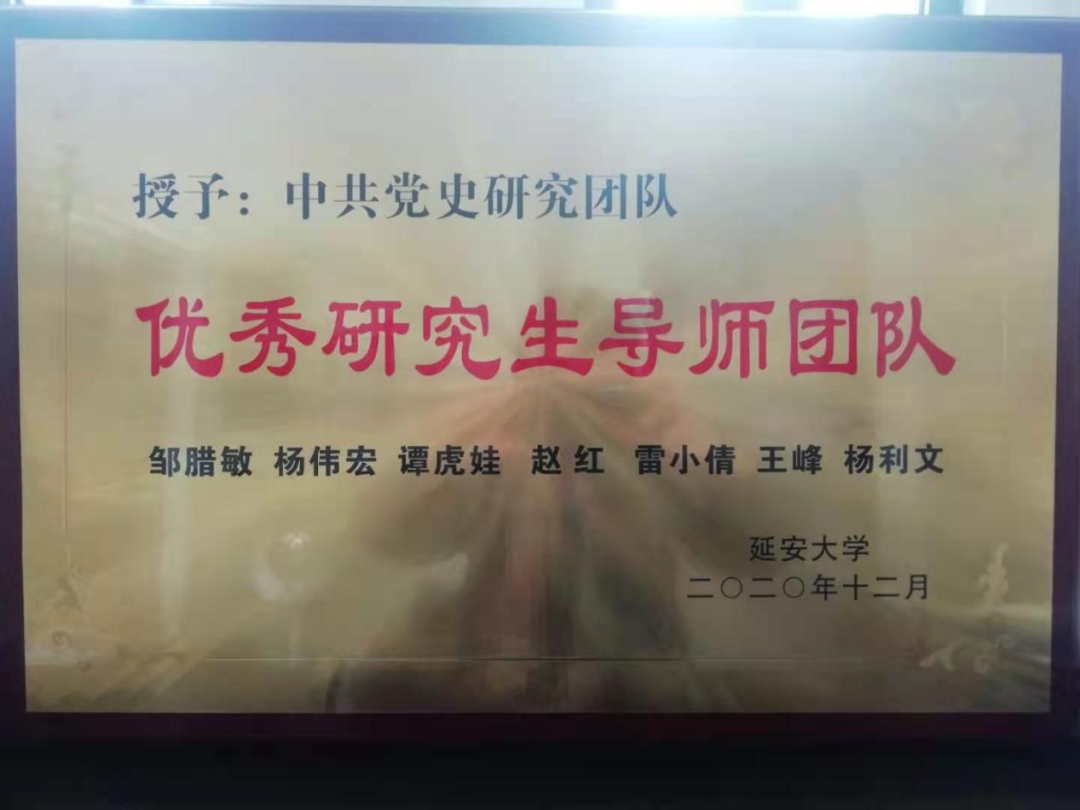 授予：中共党史研究团队
优秀研究生导师团队
邹腊敏 杨伟宏 谭虎娃 赵红 雷小倩 王峰 杨利文
延安大学
二〇二〇年十二月